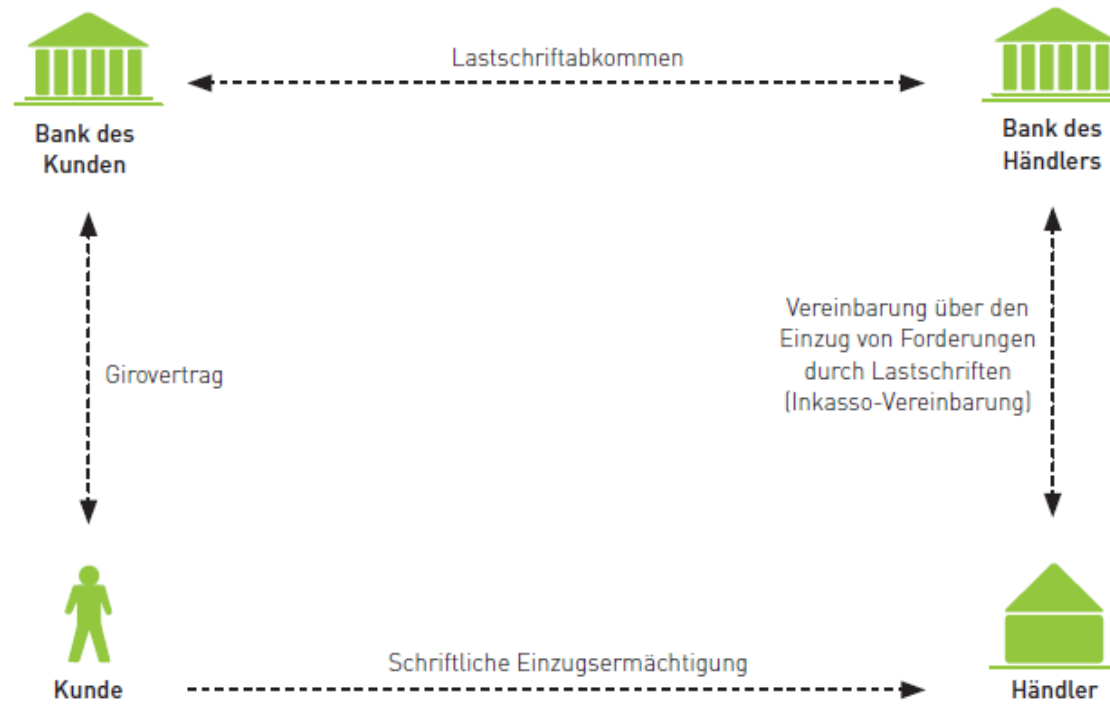 Lastschriftabkommen
Bank des
Kunden
Bank des
Händlers
Girovertrag
Vereinbarung über den
Einzug von Forderungen
durch Lastschriften
(Inkasso-Vereinbarung)
Schriftliche Einzugsermächtigung
Kunde
Händler